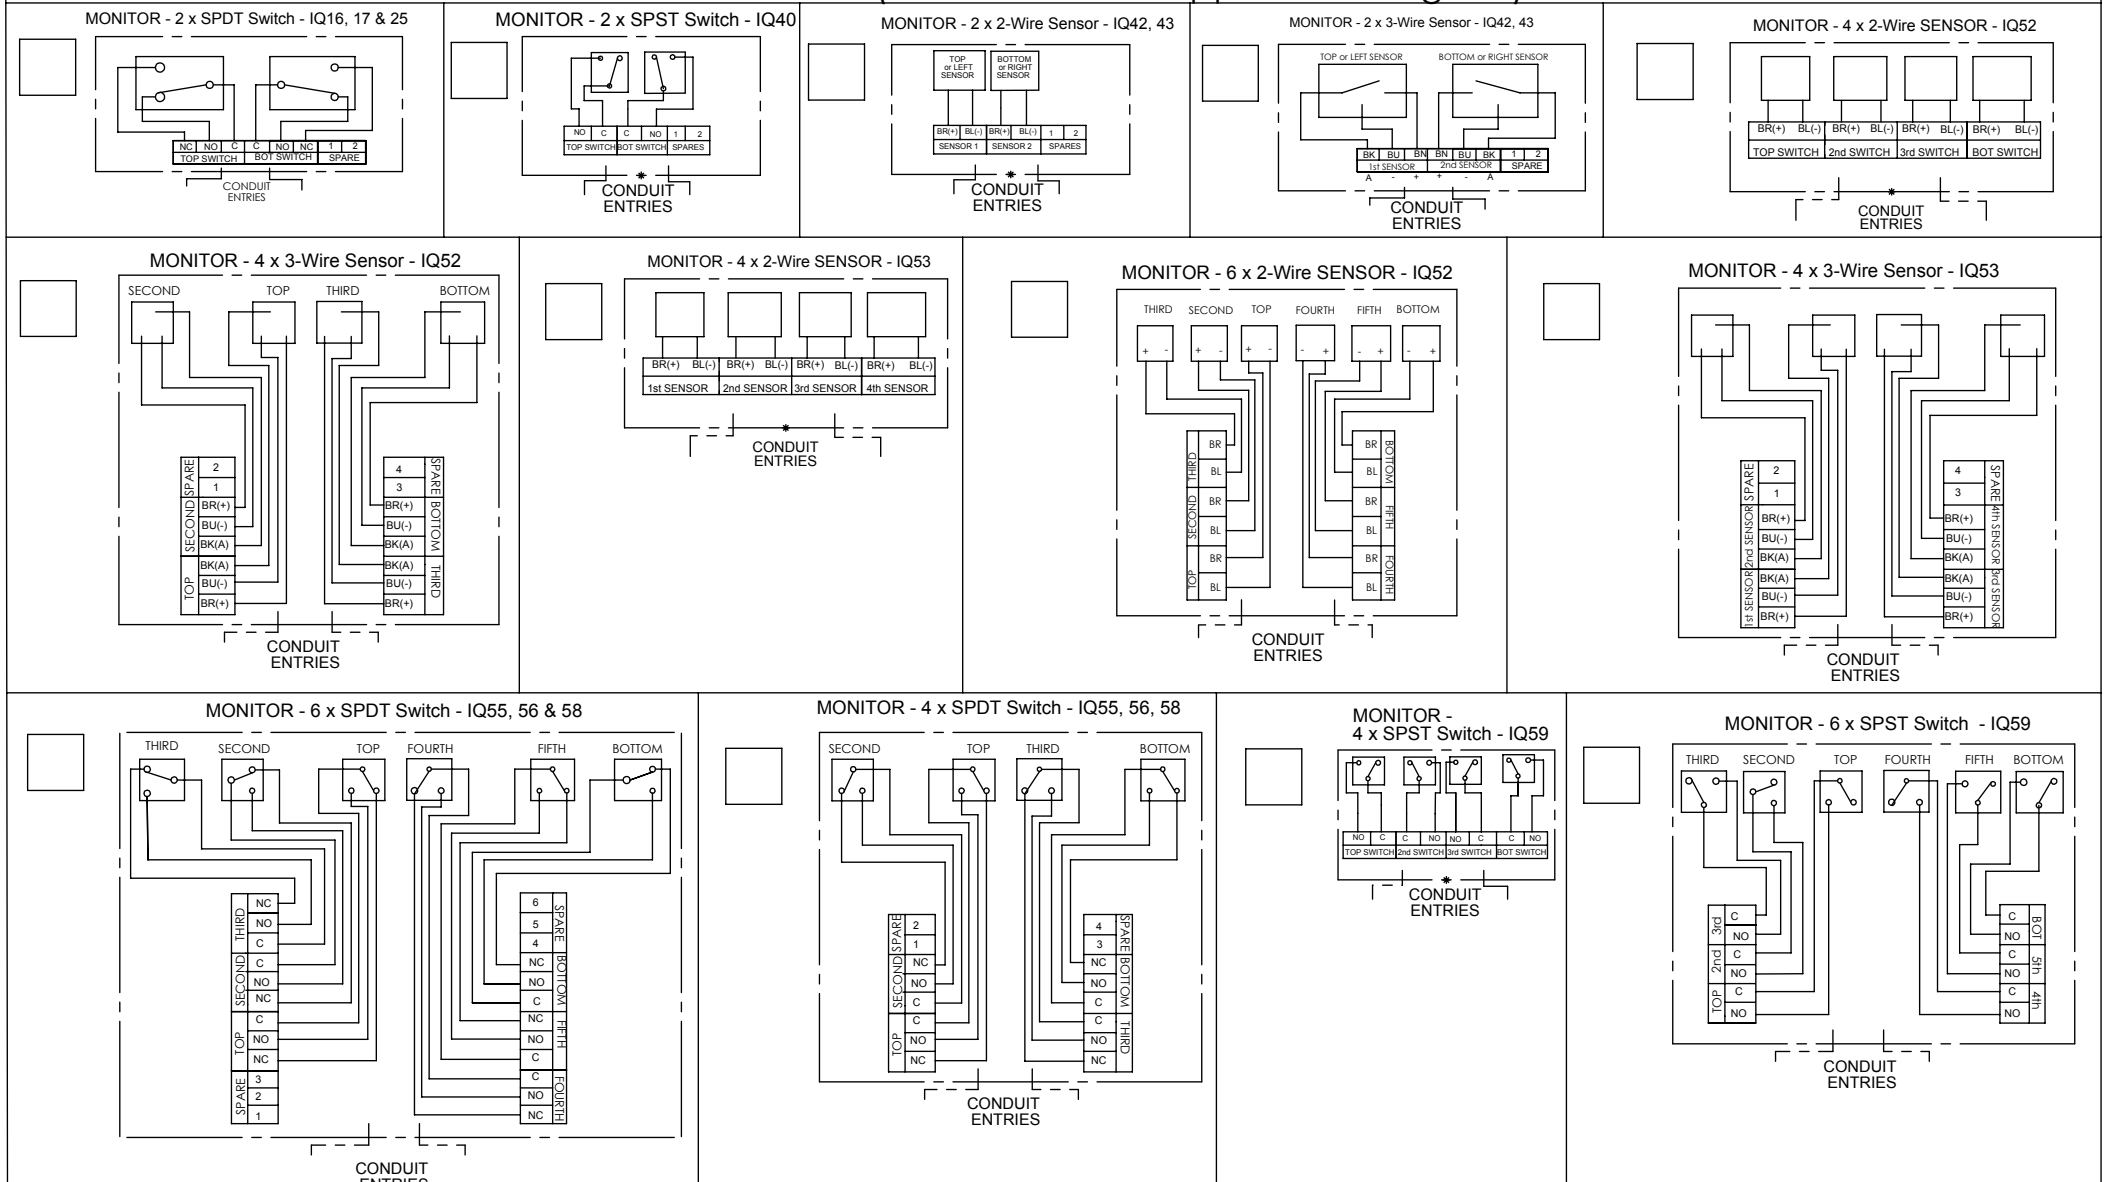 MONITOR - 2 x SPDT Switch - IQ16, 17 & 25
NC NO C C NO NC 1 2
TOP SWITCH BOT SWITCH SPARE
CONDUIT
ENTRIES
MONITOR - 2 x SPST Switch - IQ40
NO C C NO 1 2
TOP SWITCH BOT SWITCH SPARES
CONDUIT
ENTRIES
MONITOR - 2 x 2-Wire Sensor - IQ42, 43
TOP BOTTOM
or LEFT or RIGHT
SENSOR SENSOR
BR(+) BL(-) BR(+) BL(-) 1 2
SENSOR 1 SENSOR 2 SPARES
CONDUIT
ENTRIES
MONITOR - 2 x 3-Wire Sensor - IQ42, 43
TOP or LEFT SENSOR BOTTOM or RIGHT SENSOR
BK BU BN BN BU BK 1 2
1st SENSOR 2nd SENSOR SPARE
A - + + - A
CONDUIT
ENTRIES
MONITOR - 4 x 2-Wire SENSOR - IQ52
BR(+) BL(-) BR(+) BL(-) BR(+) BL(-) BR(+) BL(-)
TOP SWITCH 2nd SWITCH 3rd SWITCH BOT SWITCH
CONDUIT
ENTRIES
MONITOR - 4 x 3-Wire Sensor - IQ52
SECOND TOP THIRD BOTTOM
SPARE
2
1
SECOND
BR(+)
BU(-)
BK(A)
TOP
BK(A)
BU(-)
BR(+)
4
3
SPARE
BR(+)
BU(-)
BK(A)
BOTTOM
BK(A)
BU(-)
BR(+)
THIRD
CONDUIT
ENTRIES
MONITOR - 4 x 2-Wire SENSOR - IQ53
BR(+) BL(-) BR(+) BL(-) BR(+) BL(-) BR(+) BL(-)
1st SENSOR 2nd SENSOR 3rd SENSOR 4th SENSOR
CONDUIT
ENTRIES
MONITOR - 6 x 2-Wire SENSOR - IQ52
THIRD SECOND TOP FOURTH FIFTH BOTTOM
+ - + - + - - + - + - +
THIRD
BR
BL
SECOND
BR
BL
TOP
BR
BL
BR
BL
BOTTOM
BR
BL
FIFTH
BR
BL
FOURTH
CONDUIT
ENTRIES
MONITOR - 4 x 3-Wire Sensor - IQ53
SPARE
2
1
2nd SENSOR
BR(+)
BU(-)
BK(A)
1st SENSOR
BK(A)
BU(-)
BR(+)
4
3
SPARE
BR(+)
BU(-)
BK(A)
4th SENSOR
BK(A)
BU(-)
BR(+)
3rd SENSOR
CONDUIT
ENTRIES
MONITOR - 6 x SPDT Switch - IQ55, 56 & 58
THIRD SECOND TOP FOURTH FIFTH BOTTOM
THIRD
NC
NO
C
SECOND
C
NO
NC
TOP
C
NO
NC
SPARE
3
2
1
6
5
4
SPARE
NC
NO
C
BOTTOM
NC
NO
C
FIFTH
C
NO
NC
FOURTH
CONDUIT
MONITOR - 4 x SPDT Switch - IQ55, 56, 58
SECOND TOP THIRD BOTTOM
SPARE
2
1
SECOND
NC
NO
C
TOP
C
NO
NC
4
3
SPARE
NC
NO
C
BOTTOM
C
NO
NC
THIRD
CONDUIT
ENTRIES
MONITOR -
4 x SPST Switch - IQ59
NO C C NO NO C C NO
TOP SWITCH 2nd SWITCH 3rd SWITCH BOT SWITCH
CONDUIT
ENTRIES
MONITOR - 6 x SPST Switch - IQ59
THIRD SECOND TOP FOURTH FIFTH BOTTOM
3rd
C
NO
2nd
C
NO
TOP
C
NO
C
NO
BOT
C
NO
5th
C
NO
4th
CONDUIT
ENTRIES